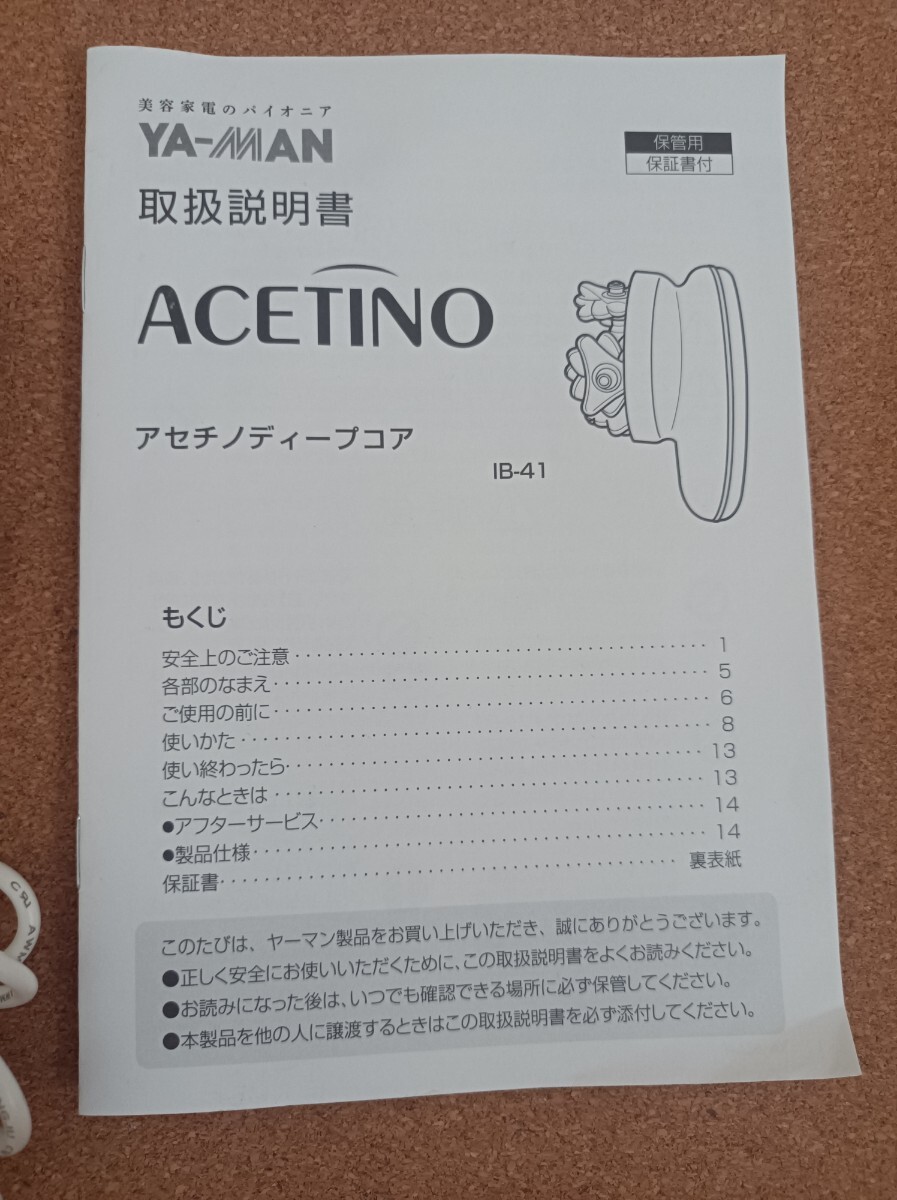 美容家電のパイオニア
YA-MAN
保管用
保証書付
取扱説明書
ACETINO
アセチノディープコア
IB-41
もくじ
安全上のご注意 1
各部のなまえ 5
ご使用の前に 6
使いかた 8
使い終わったら 13
こんなときは 13
●アフターサービス 14
●製品仕様 14
保証書 裏表紙
このたびは、ヤーマン製品をお買い上げいただき、誠にありがとうございます。
●正しく安全にお使いいただくために、この取扱説明書をよくお読みください。
●お読みになった後は、いつでも確認できる場所に必ず保管してください。
●本製品を他の人に譲渡するときはこの取扱説明書を必ず添付してください。